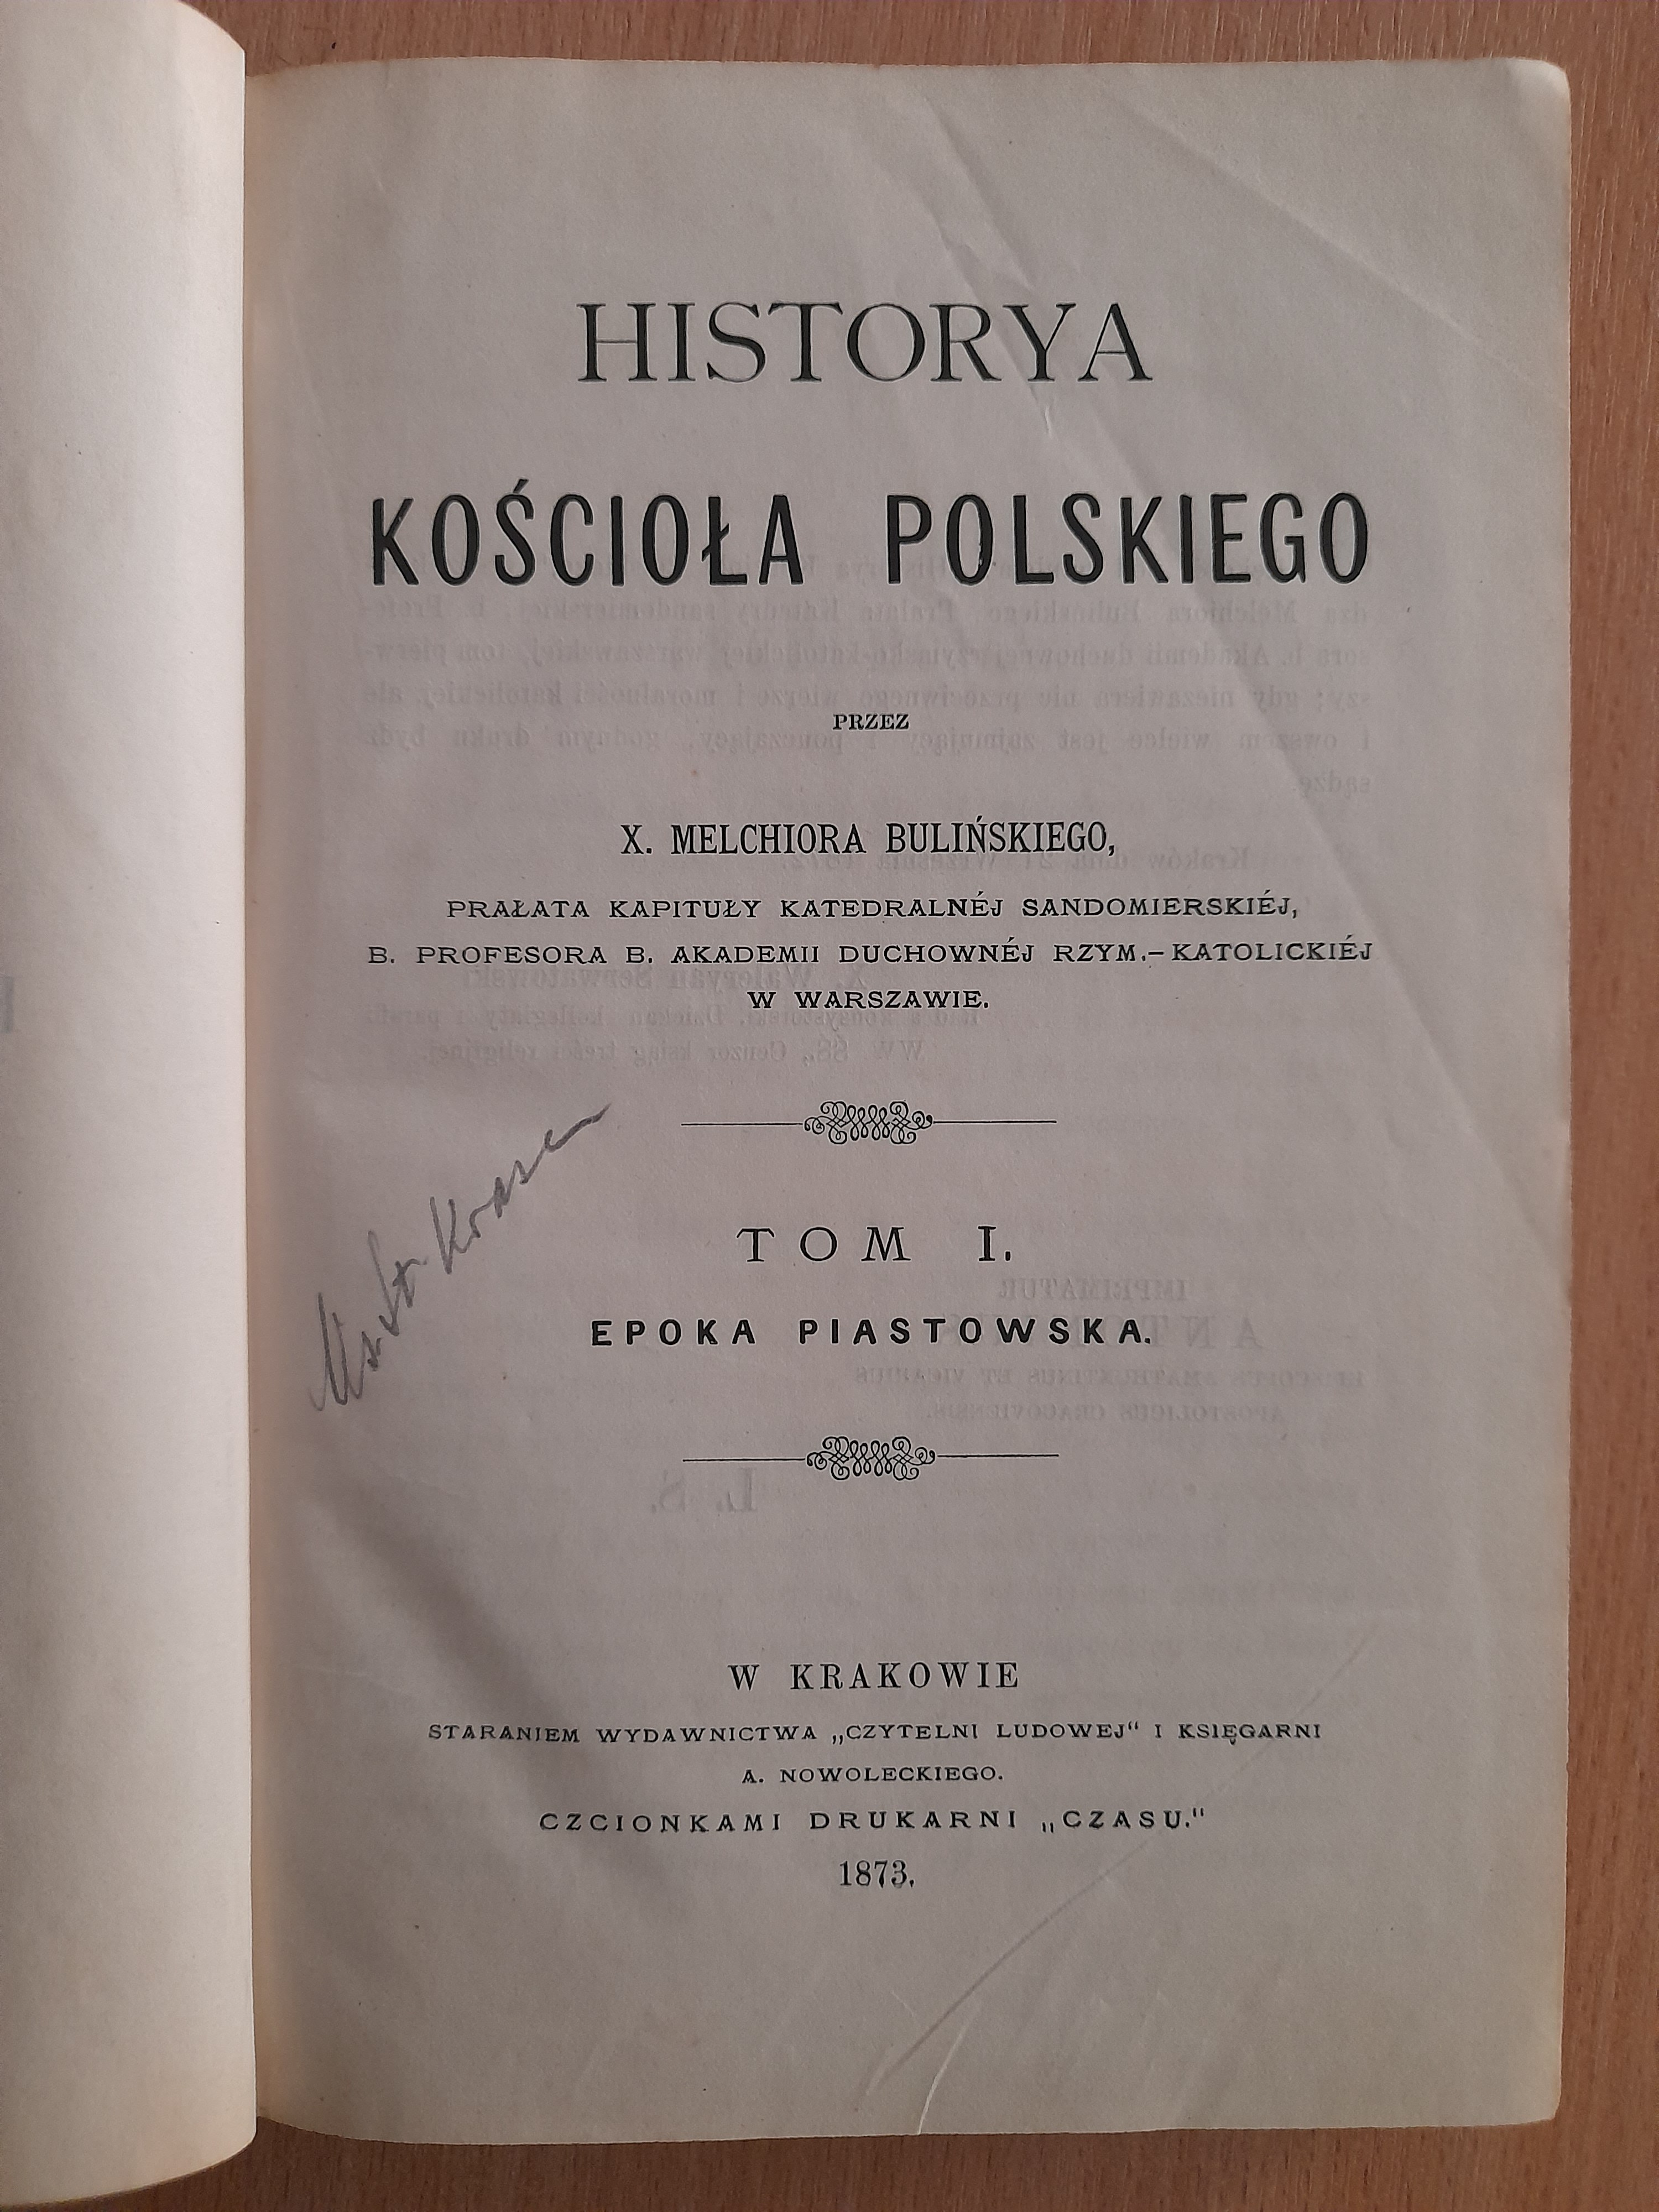 HISTORYA
KOŚCIOŁA POLSKIEGO
PRZEZ
X. MELCHIORA BULIŃSKIEGO,
PRAŁATA KAPITUŁY KATEDRALNÉJ SANDOMIERSKIÉJ,
B. PROFESORA B. AKADEMII DUCHOWNÉJ RZYM.-KATOLICKIÉJ
W WARSZAWIE.
TOM I.
EPOKA PIASTOWSKA.
W KRAKOWIE
STARANIEM WYDAWNICTWA „CZYTELNI LUDOWEJ“ I KSIĘGARNI
A. NOWOLECKIEGO.
CZCIONKAMI DRUKARNI „CZASU.“
1873.